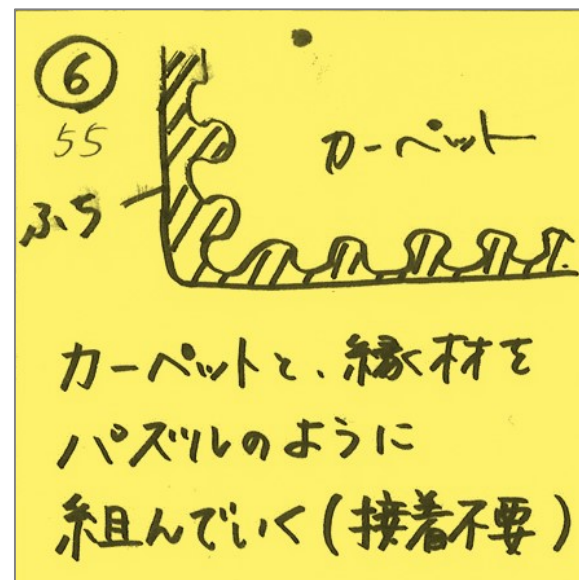 ⑥
55
カーペット
ふち
カーペットと、縁材を
パズルのように
組んでいく(接着不要)